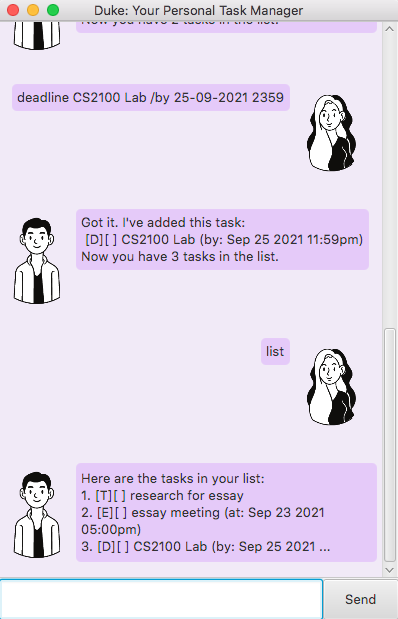 Duke: Your Personal Task Manager
Now you have 2 tasks in the list.
deadline CS2100 Lab /by 25-09-2021 2359
Got it. I've added this task:
[D][ ] CS2100 Lab (by: Sep 25 2021 11:59pm)
Now you have 3 tasks in the list.
list
Here are the tasks in your list:
1. [T][ ] research for essay
2. [E][ ] essay meeting (at: Sep 23 2021
05:00pm)
3. [D][ ] CS2100 Lab (by: Sep 25 2021 ...
Send